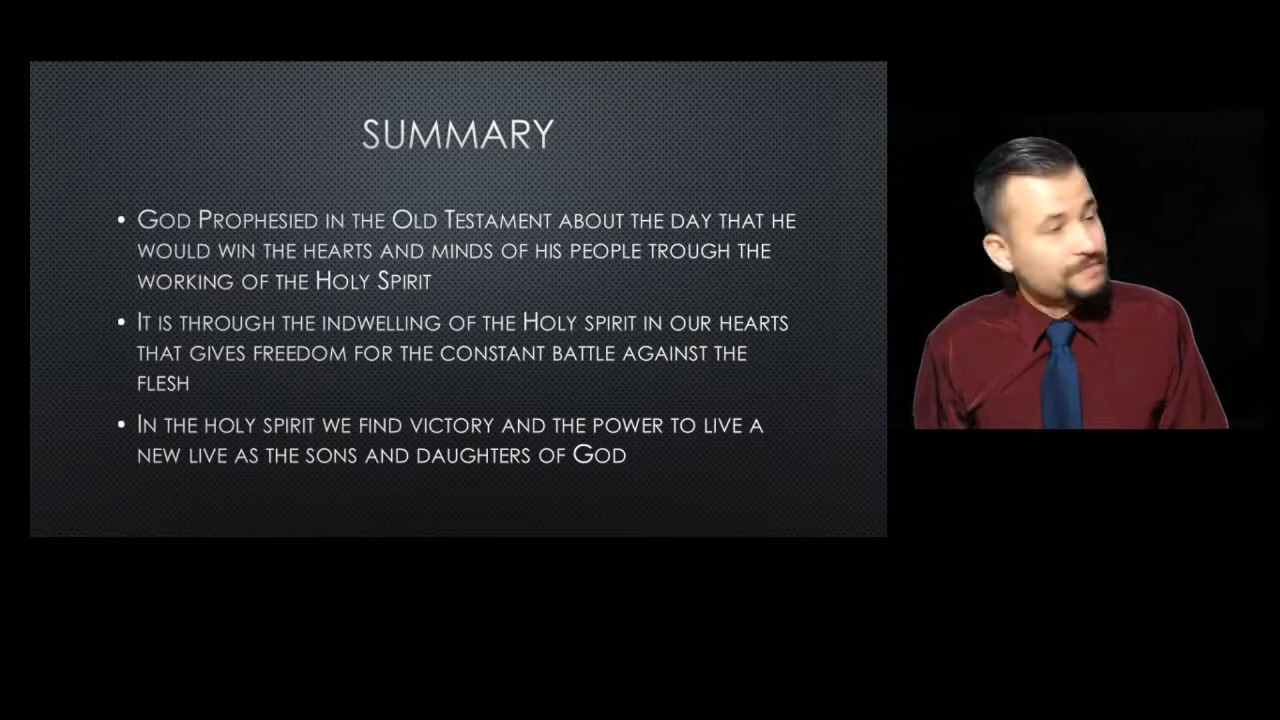 SUMMARY
• GOD PROPHESIED IN THE OLD TESTAMENT ABOUT THE DAY THAT HE
WOULD WIN THE HEARTS AND MINDS OF HIS PEOPLE TROUGH THE
WORKING OF THE HOLY SPIRIT
• IT IS THROUGH THE INDWELLING OF THE HOLY SPIRIT IN OUR HEARTS
THAT GIVES FREEDOM FOR THE CONSTANT BATTLE AGAINST THE
FLESH
• IN THE HOLY SPIRIT WE FIND VICTORY AND THE POWER TO LIVE A
NEW LIVE AS THE SONS AND DAUGHTERS OF GOD